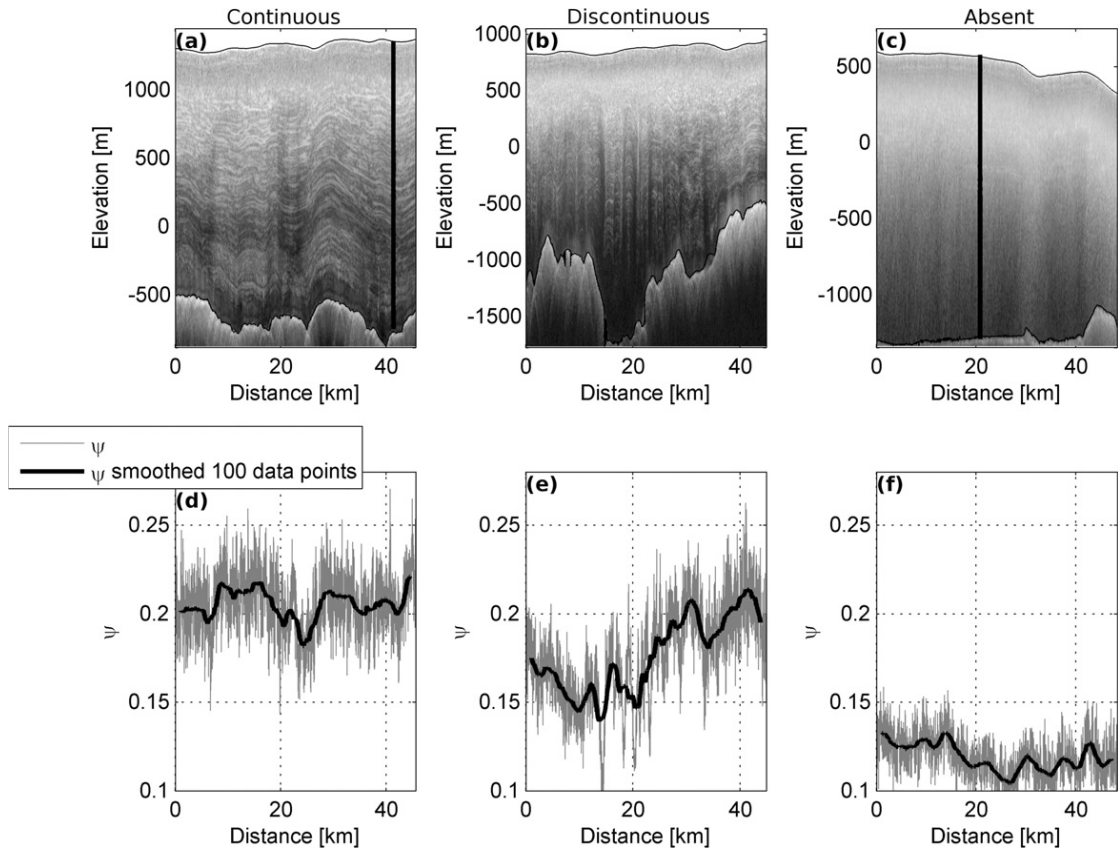 Continuous
Discontinuous
Absent
(a)
(b)
(c)
1000
500
0
-500
Elevation [m]
0
20
40
Distance [km]
1000
500
0
-500
-1000
-1500
Elevation [m]
0
20
40
Distance [km]
500
0
-500
-1000
Elevation [m]
0
20
40
Distance [km]
ψ
ψ smoothed 100 data points
(d)
(e)
(f)
0.25
0.2
0.15
0.1
ψ
0
20
40
Distance [km]
0.25
0.2
0.15
0.1
ψ
0
20
40
Distance [km]
0.25
0.2
0.15
0.1
ψ
0
20
40
Distance [km]